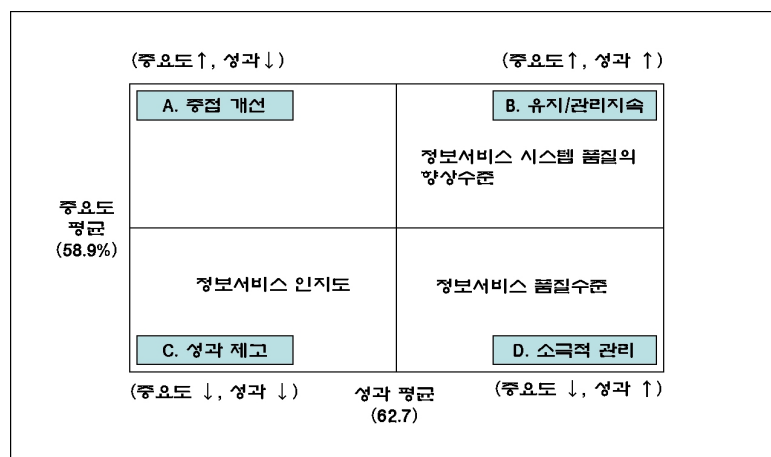 (중요도↑, 성과↓)
(중요도↑, 성과 ↑)
A. 중점 개선
B. 유지/관리지속
정보서비스 시스템 품질의
향상수준
중요도
평균
(58.9%)
정보서비스 인지도
정보서비스 품질수준
C. 성과 제고
D. 소극적 관리
(중요도 ↓, 성과 ↓)
성과 평균
(62.7)
(중요도 ↓, 성과 ↑)